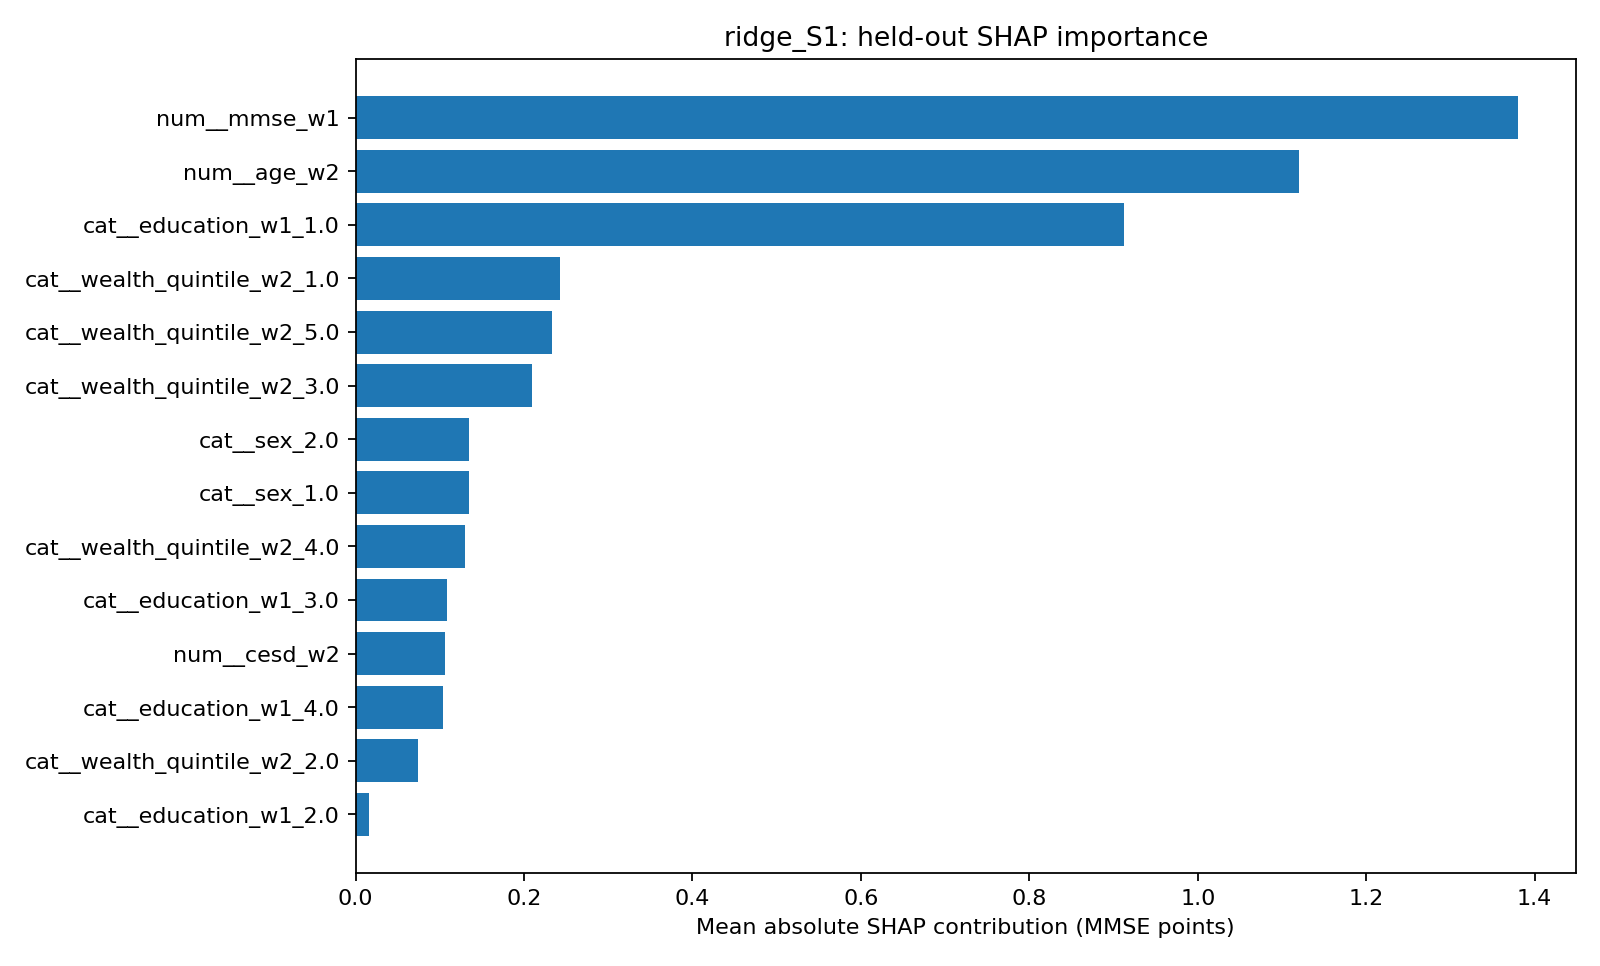 ridge_S1: held-out SHAP importance
num__mmse_w1
num__age_w2
cat__education_w1_1.0
cat__wealth_quintile_w2_1.0
cat__wealth_quintile_w2_5.0
cat__wealth_quintile_w2_3.0
cat__sex_2.0
cat__sex_1.0
cat__wealth_quintile_w2_4.0
cat__education_w1_3.0
num__cesd_w2
cat__education_w1_4.0
cat__wealth_quintile_w2_2.0
cat__education_w1_2.0
0.0 0.2 0.4 0.6 0.8 1.0 1.2 1.4
Mean absolute SHAP contribution (MMSE points)